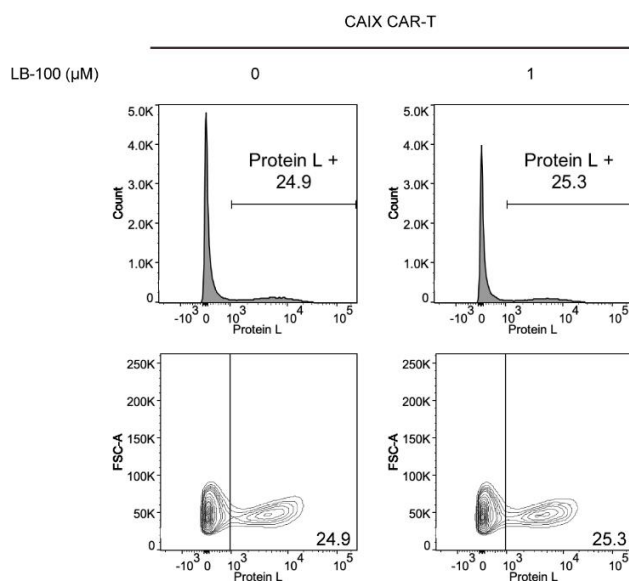 CAIX CAR-T
LB-100 (µM) 0 1
5.0K 5.0K
4.0K 4.0K
3.0K 3.0K
2.0K 2.0K
1.0K 1.0K
0 0
Count Count
Protein L + Protein L +
24.9 25.3
-10³ 0 10³ 10⁴ 10⁵ -10³ 0 10³ 10⁴ 10⁵
Protein L Protein L
250K 250K
200K 200K
150K 150K
100K 100K
50K 50K
0 0
FSC-A FSC-A
24.9 25.3
-10³ 0 10³ 10⁴ 10⁵ -10³ 0 10³ 10⁴ 10⁵
Protein L Protein L